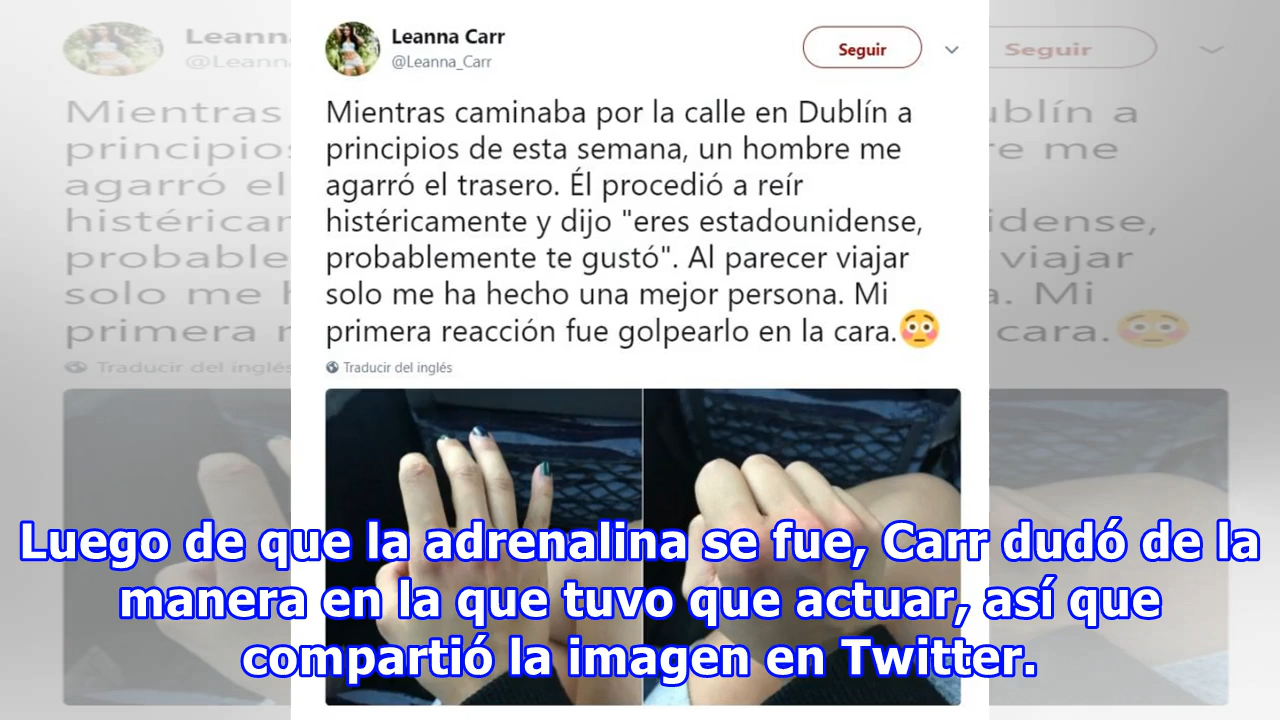 Leanna Carr
@Leanna_Carr
Seguir
Mientras caminaba por la calle en Dublín a
principios de esta semana, un hombre me
agarró el trasero. Él procedió a reír
histéricamente y dijo "eres estadounidense,
probablemente te gustó". Al parecer viajar
solo me ha hecho una mejor persona. Mi
primera reacción fue golpearlo en la cara.
Traducir del inglés
Luego de que la adrenalina se fue, Carr dudó de la
manera en la que tuvo que actuar, así que
compartió la imagen en Twitter.